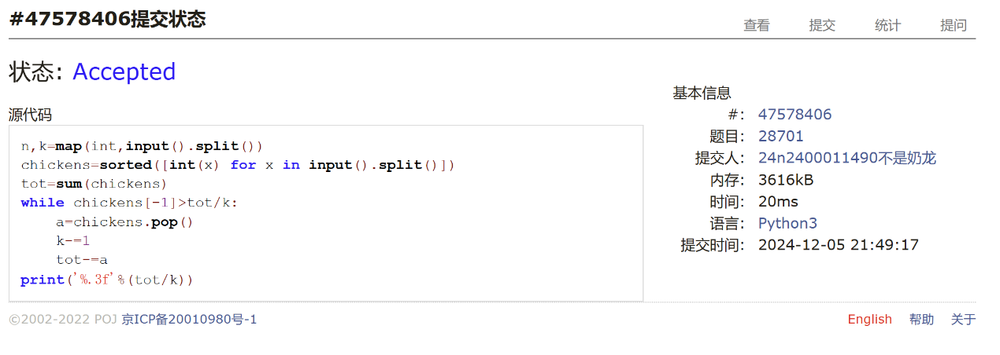 #47578406提交状态
查看 提交 统计 提问
状态: Accepted
源代码
n,k=map(int,input().split())
chickens=sorted([int(x) for x in input().split()])
tot=sum(chickens)
while chickens[-1]>tot/k:
    a=chickens.pop()
    k-=1
    tot-=a
print('%.3f'%(tot/k))
基本信息
#: 47578406
题目: 28701
提交人: 24n2400011490不是奶龙
内存: 3616kB
时间: 20ms
语言: Python3
提交时间: 2024-12-05 21:49:17
©2002-2022 POJ 京ICP备20010980号-1
English 帮助 关于